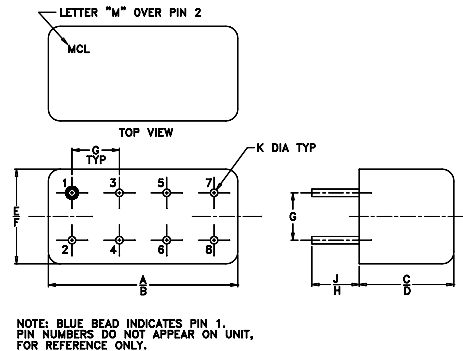 LETTER "M" OVER PIN 2
MCL
TOP VIEW
G
TYP
K DIA TYP
1 3 5 7
E
F
G
2 4 6 8
A
B
J
H
C
D
NOTE: BLUE BEAD INDICATES PIN 1.
PIN NUMBERS DO NOT APPEAR ON UNIT,
FOR REFERENCE ONLY.